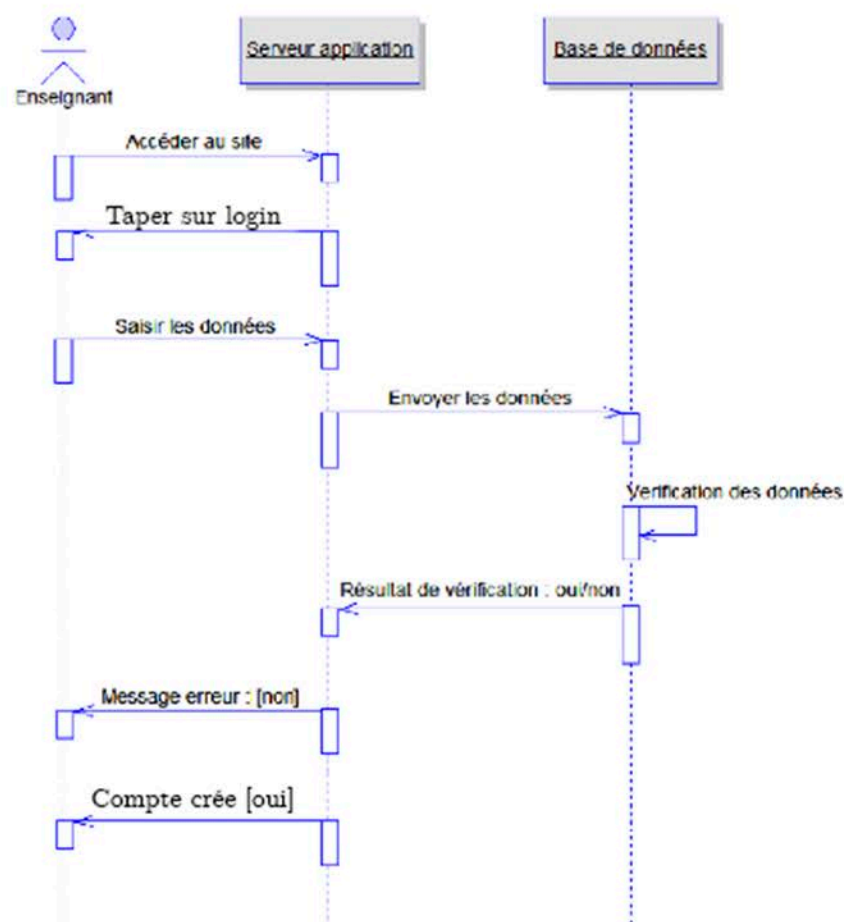 Serveur application
Base de données
Enseignant
Accéder au site
Taper sur login
Saisir les données
Envoyer les données
Verification des données
Résultat de vérification : oui/non
Message erreur : [non]
Compte crée [oui]